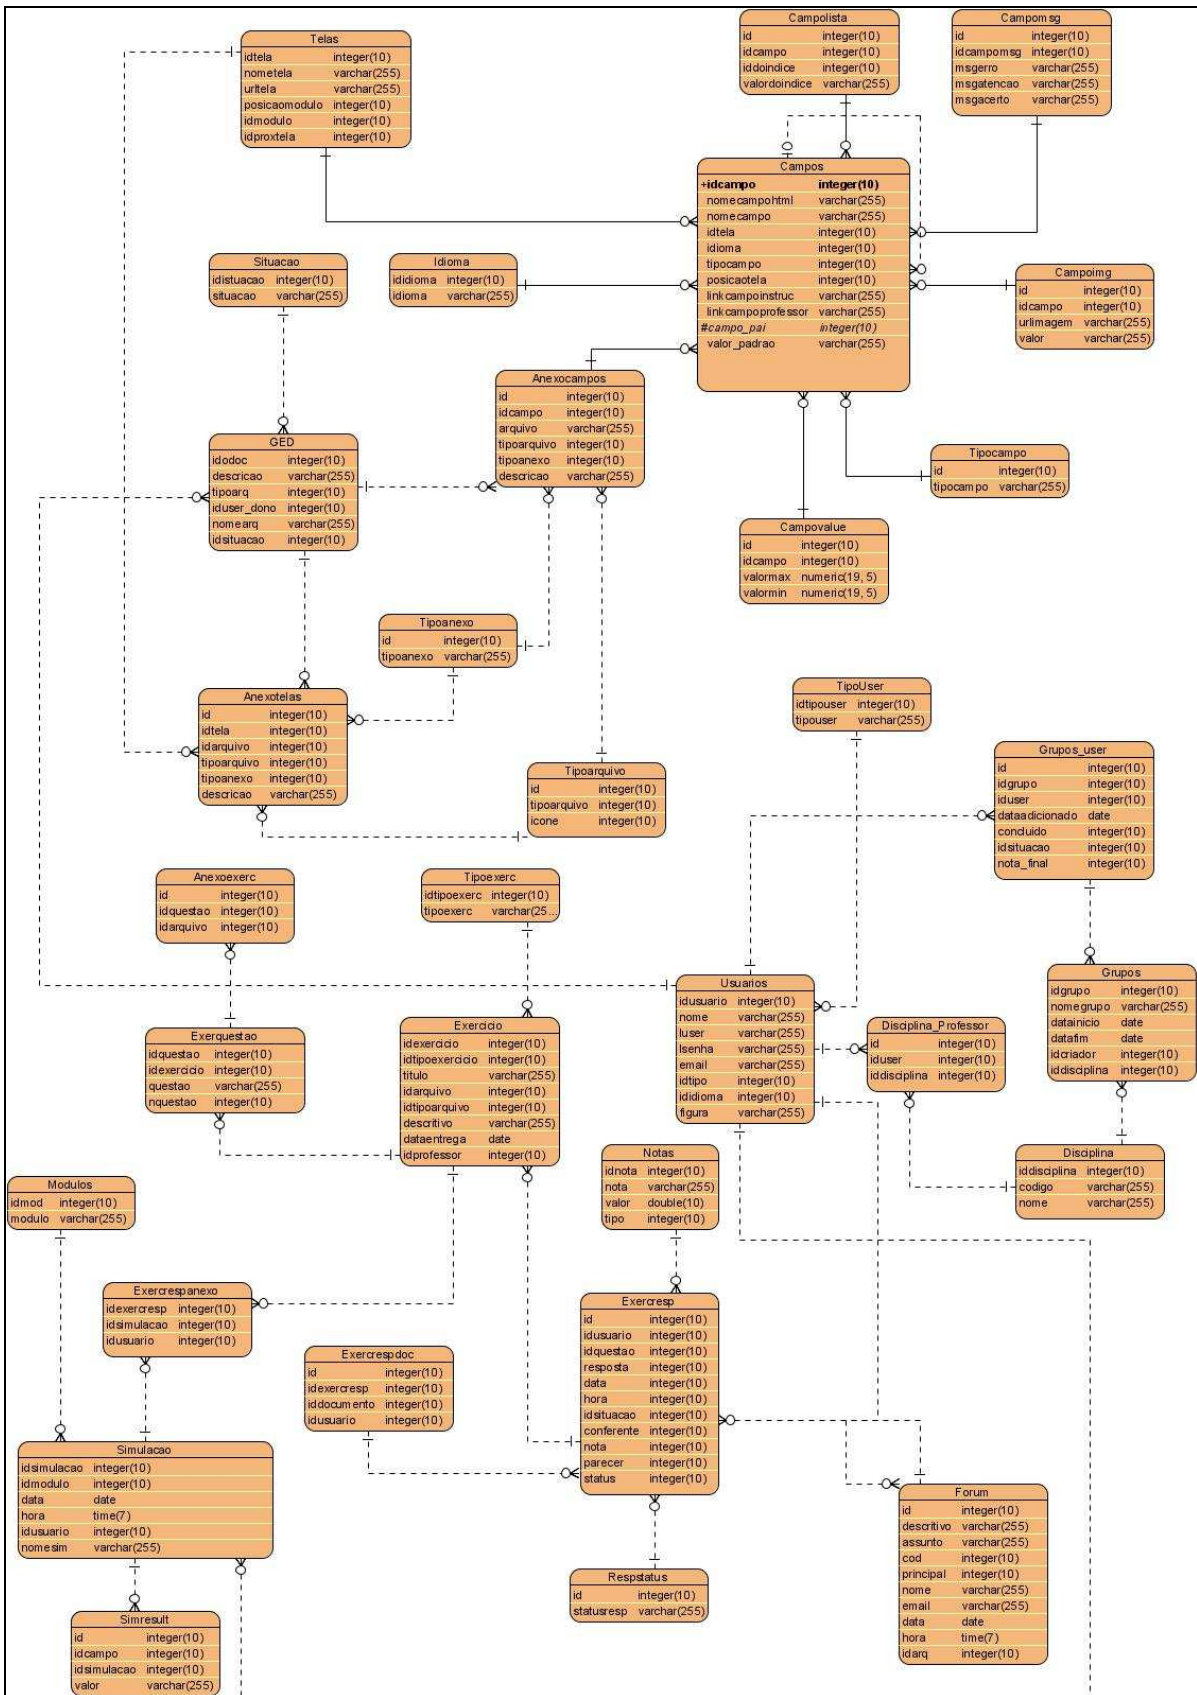 Telas
idtela integer(10)
nometela varchar(255)
urltela varchar(255)
posicaomodulo integer(10)
idmodulo integer(10)
idproxtela integer(10)
Campolista
id integer(10)
idcampo integer(10)
iddoindice integer(10)
valordoindice varchar(255)
Campomsg
id integer(10)
idcampomsg integer(10)
msgerro varchar(255)
msgatencao varchar(255)
msgacerto varchar(255)
Campos
+idcampo integer(10)
nomecampohtml varchar(255)
nomecampo varchar(255)
idtela integer(10)
idioma integer(10)
tipocampo integer(10)
posicaotela integer(10)
linkcampoinstruc varchar(255)
linkcampoprofessor varchar(255)
#campo_pai integer(10)
valor_padrao varchar(255)
Situacao
idistuacao integer(10)
situacao varchar(255)
Idioma
ididioma integer(10)
idioma varchar(255)
Campoimg
id integer(10)
idcampo integer(10)
urlimagem varchar(255)
valor varchar(255)
Anexocampos
id integer(10)
idcampo integer(10)
arquivo varchar(255)
tipoarquivo integer(10)
tipoanexo integer(10)
descricao varchar(255)
GED
idodoc integer(10)
descricao varchar(255)
tipoarq integer(10)
iduser_dono integer(10)
nomearq varchar(255)
idsituacao integer(10)
Tipocampo
id integer(10)
tipocampo varchar(255)
Campovalue
id integer(10)
idcampo integer(10)
valormax numeric(19, 5)
valormin numeric(19, 5)
Tipoanexo
id integer(10)
tipoanexo varchar(255)
Anexotelas
id integer(10)
idtela integer(10)
idarquivo integer(10)
tipoarquivo integer(10)
tipoanexo integer(10)
descricao varchar(255)
TipoUser
idtipouser integer(10)
tipouser varchar(255)
Tipoarquivo
id integer(10)
tipoarquivo integer(10)
icone integer(10)
Grupos_user
id integer(10)
idgrupo integer(10)
iduser integer(10)
dataadicionado date
concluido integer(10)
idsituacao integer(10)
nota_final integer(10)
Anexoexerc
id integer(10)
idquestao integer(10)
idarquivo integer(10)
Tipoexerc
idtipoexerc integer(10)
tipoexerc varchar(25...
Usuarios
idusuario integer(10)
nome varchar(255)
luser varchar(255)
lsenha varchar(255)
email varchar(255)
idtipo integer(10)
ididioma integer(10)
figura varchar(255)
Grupos
idgrupo integer(10)
nomegrupo varchar(255)
datainicio date
datafim date
idcriador integer(10)
iddisciplina integer(10)
Exerquestao
idquestao integer(10)
idexercicio integer(10)
questao varchar(255)
nquestao integer(10)
Exercicio
idexercicio integer(10)
idtipoexercicio integer(10)
titulo varchar(255)
idarquivo integer(10)
idtipoarquivo integer(10)
descritivo varchar(255)
dataentrega date
idprofessor integer(10)
Disciplina_Professor
id integer(10)
iduser integer(10)
iddisciplina integer(10)
Notas
idnota integer(10)
nota varchar(255)
valor double(10)
tipo integer(10)
Disciplina
iddisciplina integer(10)
codigo varchar(255)
nome varchar(255)
Modulos
idmod integer(10)
modulo varchar(255)
Exercrespanexo
idexercresp integer(10)
idsimulacao integer(10)
idusuario integer(10)
Exercresp
id integer(10)
idusuario integer(10)
idquestao integer(10)
resposta integer(10)
data integer(10)
hora integer(10)
idsituacao integer(10)
conferente integer(10)
nota integer(10)
parecer integer(10)
status integer(10)
Exercrespdoc
id integer(10)
idexercresp integer(10)
iddocumento integer(10)
idusuario integer(10)
Simulacao
idsimulacao integer(10)
idmodulo integer(10)
data date
hora time(7)
idusuario integer(10)
nomesim varchar(255)
Forum
id integer(10)
descritivo varchar(255)
assunto varchar(255)
cod integer(10)
principal integer(10)
nome varchar(255)
email varchar(255)
data date
hora time(7)
idarq integer(10)
Respstatus
id integer(10)
statusresp varchar(255)
Simresult
id integer(10)
idcampo integer(10)
idsimulacao integer(10)
valor varchar(255)